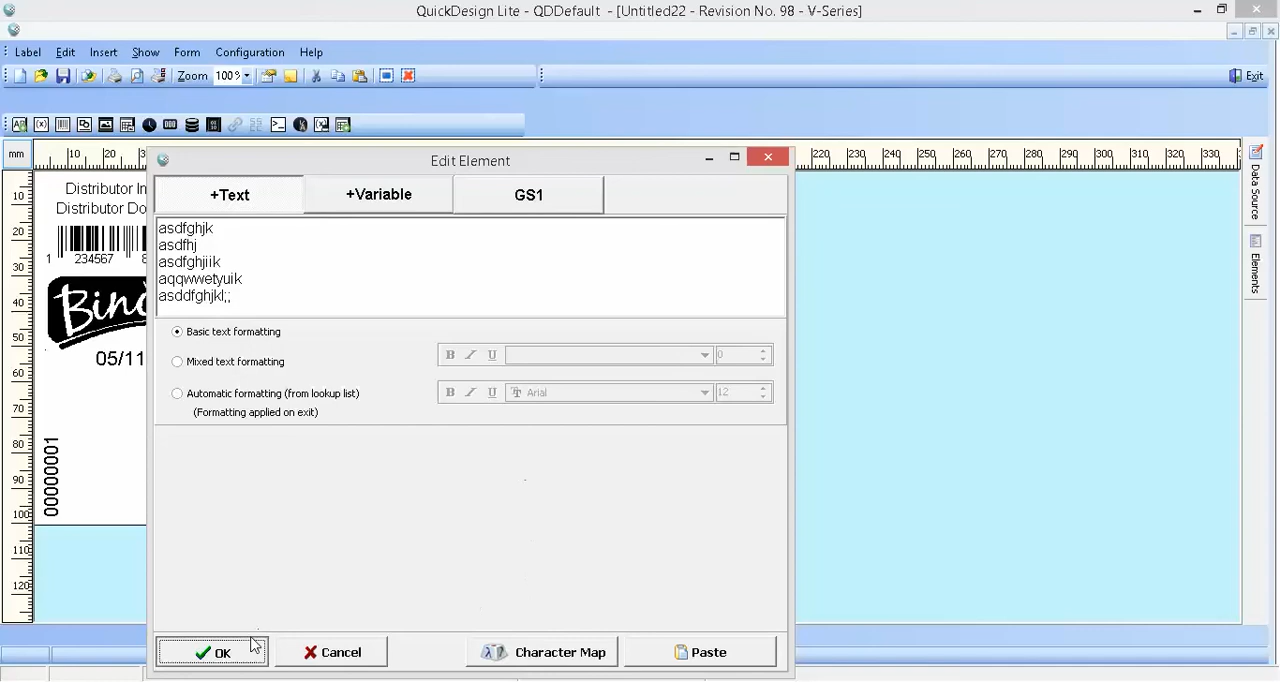 QuickDesign Lite - QDDefault - [Untitled22 - Revision No. 98 - V-Series]
Label Edit Insert Show Form Configuration Help
Zoom 100% Exit
mm 10 20 220 230 240 250 260 270 280 290 300 310 320 330
Edit Element
+Text +Variable GS1
asdfghjk
asdfhj
asdfghjiik
aqqwwetyuik
asddfghjkl;;
Basic text formatting
Mixed text formatting
B I U 0
Automatic formatting (from lookup list)
B I U Arial 12
(Formatting applied on exit)
OK Cancel Character Map Paste
Distributor
Distributor
1 234567
05/11
00000001
10
20
30
40
50
60
70
80
90
100
110
120
Data Source
Elements